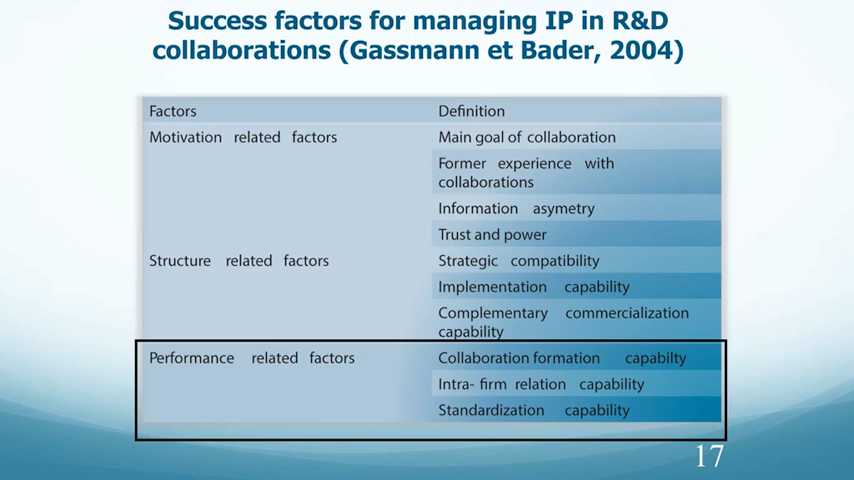 Success factors for managing IP in R&D
collaborations (Gassmann et Bader, 2004)
Factors Definition
Motivation related factors Main goal of collaboration
Former experience with
collaborations
Information asymetry
Trust and power
Structure related factors Strategic compatibility
Implementation capability
Complementary commercialization
capability
Performance related factors Collaboration formation capabilty
Intra- firm relation capability
Standardization capability
17